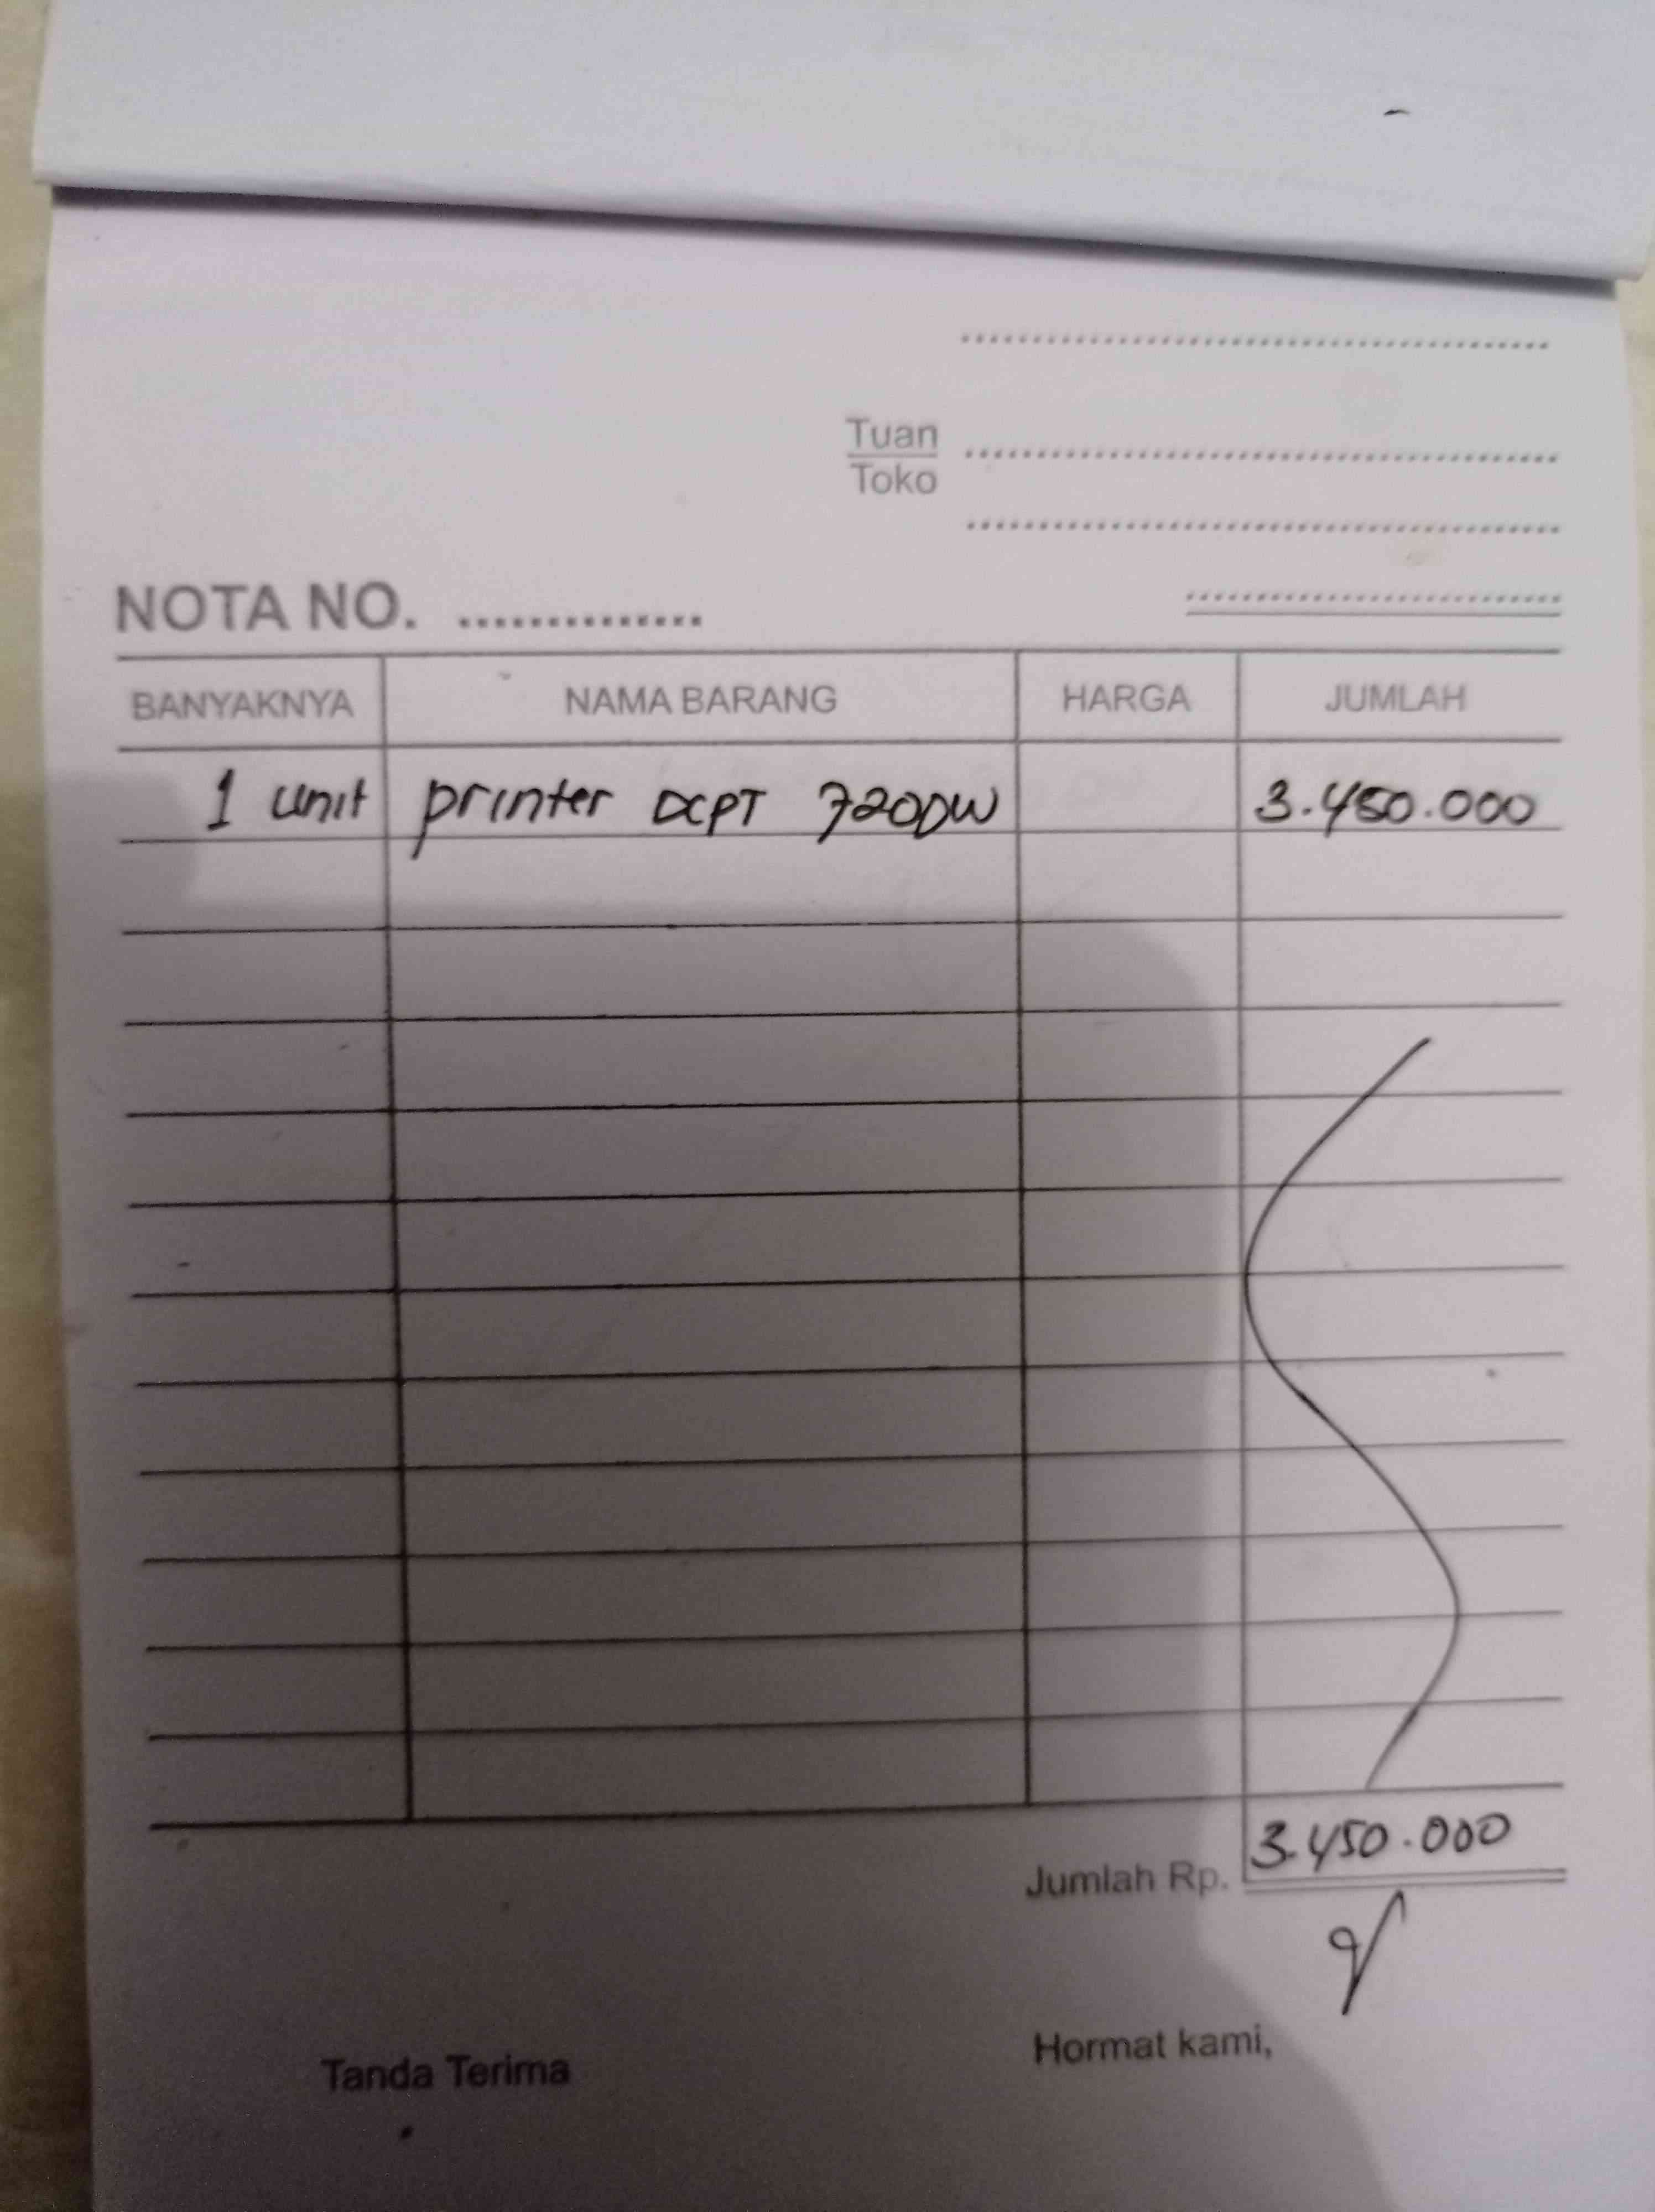 Tuan
Toko
NOTA NO. ..............
BANYAKNYA NAMA BARANG HARGA JUMLAH
1 unit printer DCPT 720DW 3.450.000
Jumlah Rp. 3.450.000
Tanda Terima Hormat kami,